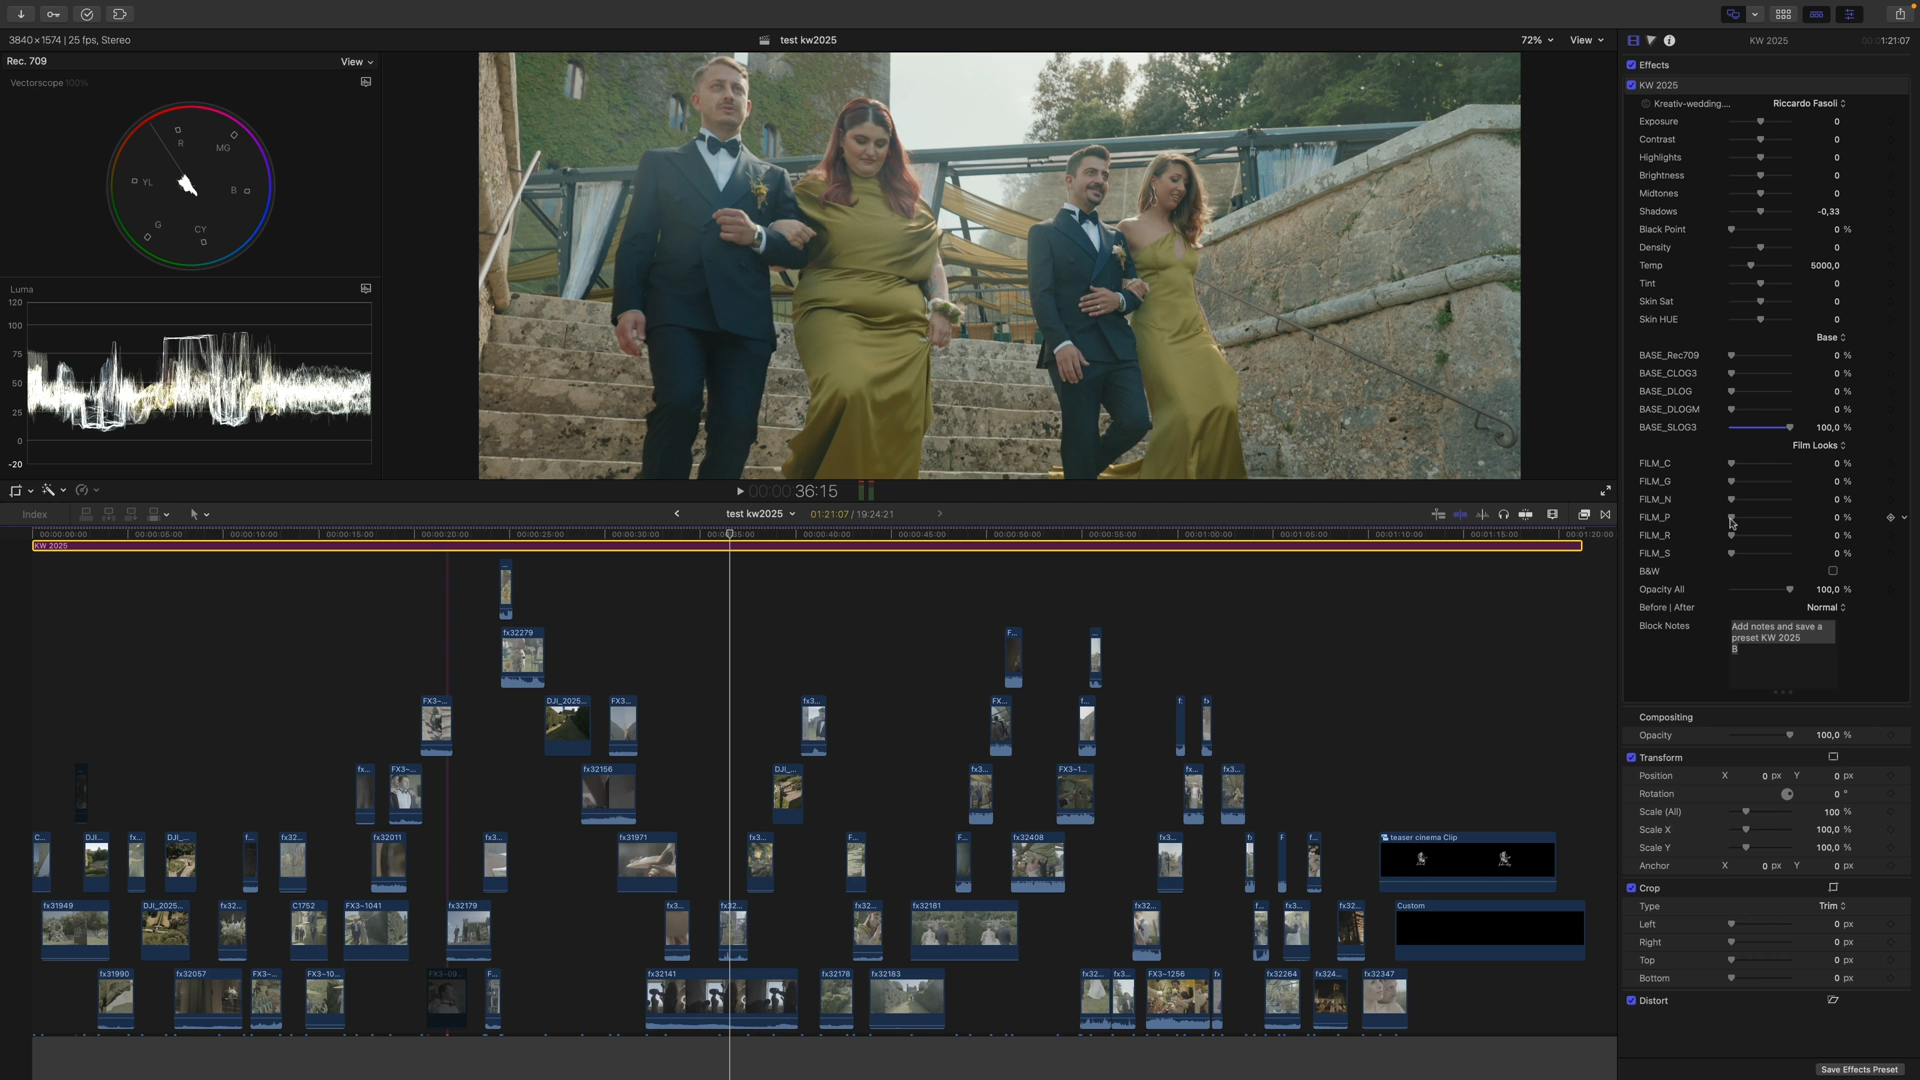 3840×1574 | 25 fps, Stereo
test kw2025
72%
View
KW 2025
00:00:01:21:07
Rec. 709
View
Vectorscope 100%
R
MG
YL
B
G
CY
Luma
120
100
75
50
25
0
-20
Effects
KW 2025
Kreativ-wedding....
Riccardo Fasoli
Exposure 0
Contrast 0
Highlights 0
Brightness 0
Midtones 0
Shadows -0,33
Black Point 0 %
Density 0
Temp 5000,0
Tint 0
Skin Sat 0
Skin HUE 0
Base
BASE_Rec709 0 %
BASE_CLOG3 0 %
BASE_DLOG 0 %
BASE_DLOGM 0 %
BASE_SLOG3 100,0 %
Film Looks
FILM_C 0 %
FILM_G 0 %
FILM_N 0 %
FILM_P 0 %
FILM_R 0 %
FILM_S 0 %
B&W
Opacity All 100,0 %
Before | After Normal
Block Notes
Add notes and save a
preset KW 2025
B
Compositing
Opacity 100,0 %
Transform
Position X 0 px Y 0 px
Rotation 0 °
Scale (All) 100 %
Scale X 100,0 %
Scale Y 100,0 %
Anchor X 0 px Y 0 px
Crop
Type Trim
Left 0 px
Right 0 px
Top 0 px
Bottom 0 px
Distort
Save Effects Preset
00:00:36:15
Index
test kw2025
01:21:07 / 19:24:21
00:00:00:00
00:00:05:00
00:00:10:00
00:00:15:00
00:00:20:00
00:00:25:00
00:00:30:00
00:00:35:00
00:00:40:00
00:00:45:00
00:00:50:00
00:00:55:00
00:01:00:00
00:01:05:00
00:01:10:00
00:01:15:00
00:01:20:00
KW 2025
...
fx32279 F... ...
FX3~... DJI_2025... FX3... fx3... FX... f...
fx... FX3~... fx32156 DJI_... fx3... FX3~1... fx... fx3...
C... DJI... fx... DJI_... f... fx32... fx32011 fx3... fx31971 fx3... F... F... fx32408 fx3... F f... teaser cinema Clip
fx31949 DJI_2025... fx32... C1752 FX3~1041 fx32179 fx3... fx32... fx32... fx32181 fx32... f... fx3... fx32... Custom
fx31990 fx32057 FX3~... FX3~10... FX3~09... F... fx32141 fx32178 fx32183 fx32... fx3... FX3~1256 fx32264 fx324... fx32347